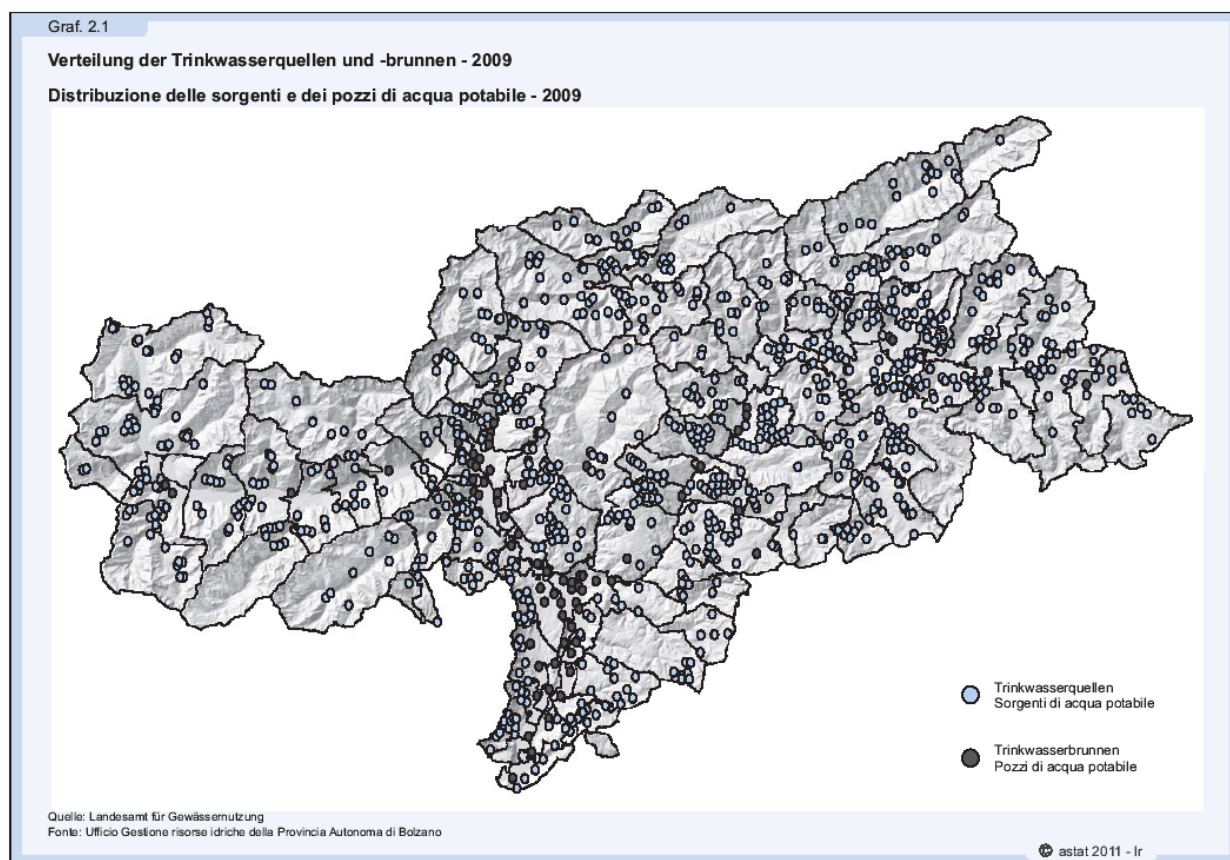 Graf. 2.1
Verteilung der Trinkwasserquellen und -brunnen - 2009
Distribuzione delle sorgenti e dei pozzi di acqua potabile - 2009
Trinkwasserquellen
Sorgenti di acqua potabile
Trinkwasserbrunnen
Pozzi di acqua potabile
Quelle: Landesamt für Gewässernutzung
Fonte: Ufficio Gestione risorse idriche della Provincia Autonoma di Bolzano
© astat 2011 - lr